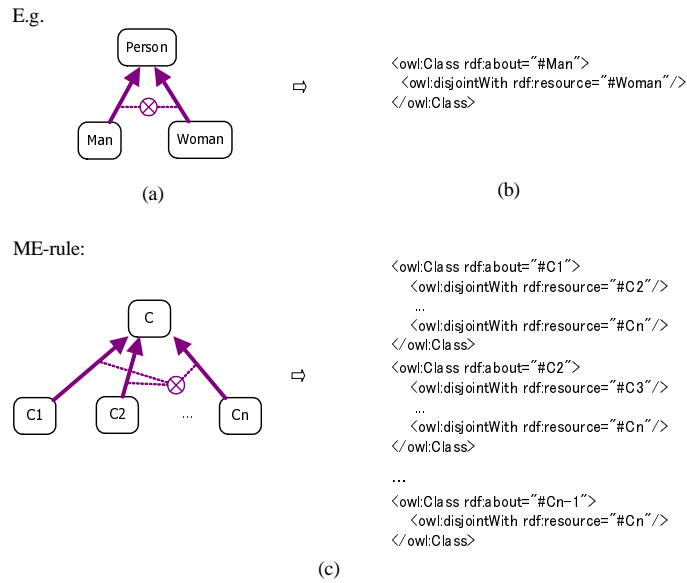 E.g.
Person
Man
Woman
(a)
⇨
<owl:Class rdf:about="#Man">
<owl:disjointWith rdf:resource="#Woman"/>
</owl:Class>
(b)
ME-rule:
C
C1
C2
...
Cn
⇨
<owl:Class rdf:about="#C1">
<owl:disjointWith rdf:resource="#C2"/>
...
<owl:disjointWith rdf:resource="#Cn"/>
</owl:Class>
<owl:Class rdf:about="#C2">
<owl:disjointWith rdf:resource="#C3"/>
...
<owl:disjointWith rdf:resource="#Cn"/>
</owl:Class>
...
<owl:Class rdf:about="#Cn-1">
<owl:disjointWith rdf:resource="#Cn"/>
</owl:Class>
(c)